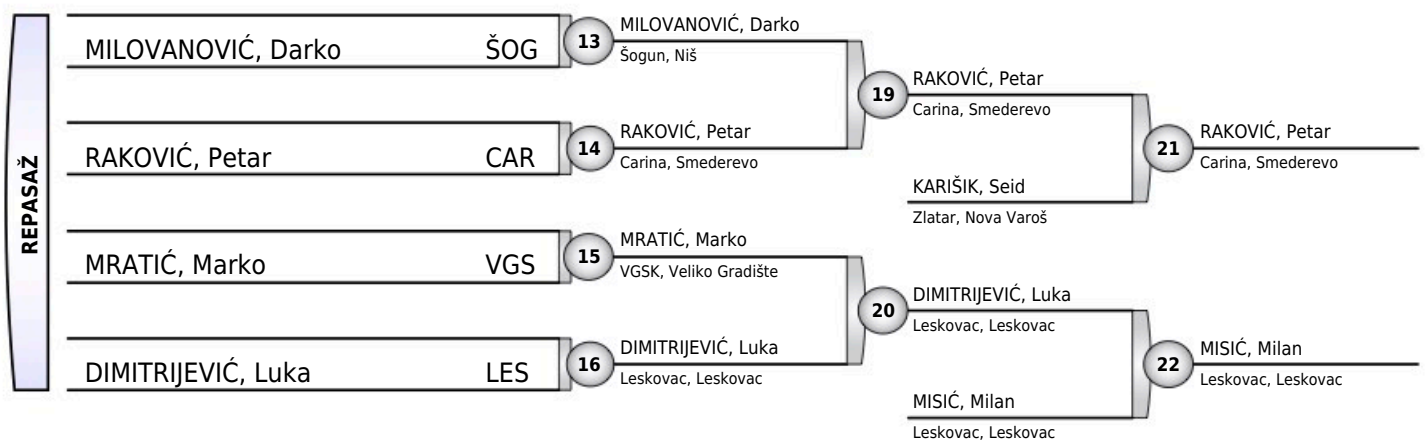 REPASAŽ
MILOVANOVIĆ, Darko ŠOG
RAKOVIĆ, Petar CAR
MRATIĆ, Marko VGS
DIMITRIJEVIĆ, Luka LES
13
MILOVANOVIĆ, Darko
Šogun, Niš
14
RAKOVIĆ, Petar
Carina, Smederevo
15
MRATIĆ, Marko
VGSK, Veliko Gradište
16
DIMITRIJEVIĆ, Luka
Leskovac, Leskovac
19
RAKOVIĆ, Petar
Carina, Smederevo
KARIŠIK, Seid
Zlatar, Nova Varoš
20
DIMITRIJEVIĆ, Luka
Leskovac, Leskovac
MISIĆ, Milan
Leskovac, Leskovac
21
RAKOVIĆ, Petar
Carina, Smederevo
22
MISIĆ, Milan
Leskovac, Leskovac